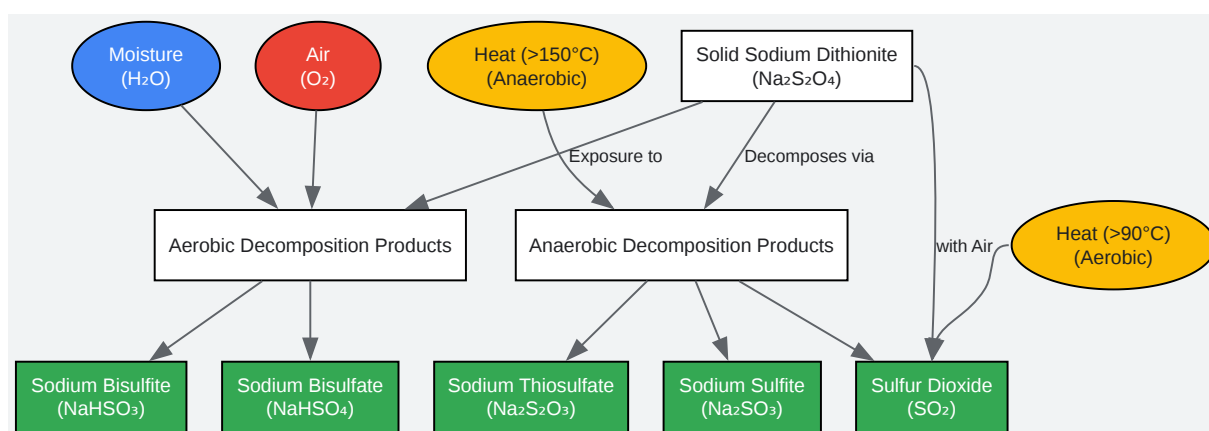 Moisture
(H₂O)
Air
(O₂)
Heat (>150°C)
(Anaerobic)
Solid Sodium Dithionite
(Na₂S₂O₄)
Exposure to
Decomposes via
Aerobic Decomposition Products
Anaerobic Decomposition Products
with Air
Heat (>90°C)
(Aerobic)
Sodium Bisulfite
(NaHSO₃)
Sodium Bisulfate
(NaHSO₄)
Sodium Thiosulfate
(Na₂S₂O₃)
Sodium Sulfite
(Na₂SO₃)
Sulfur Dioxide
(SO₂)